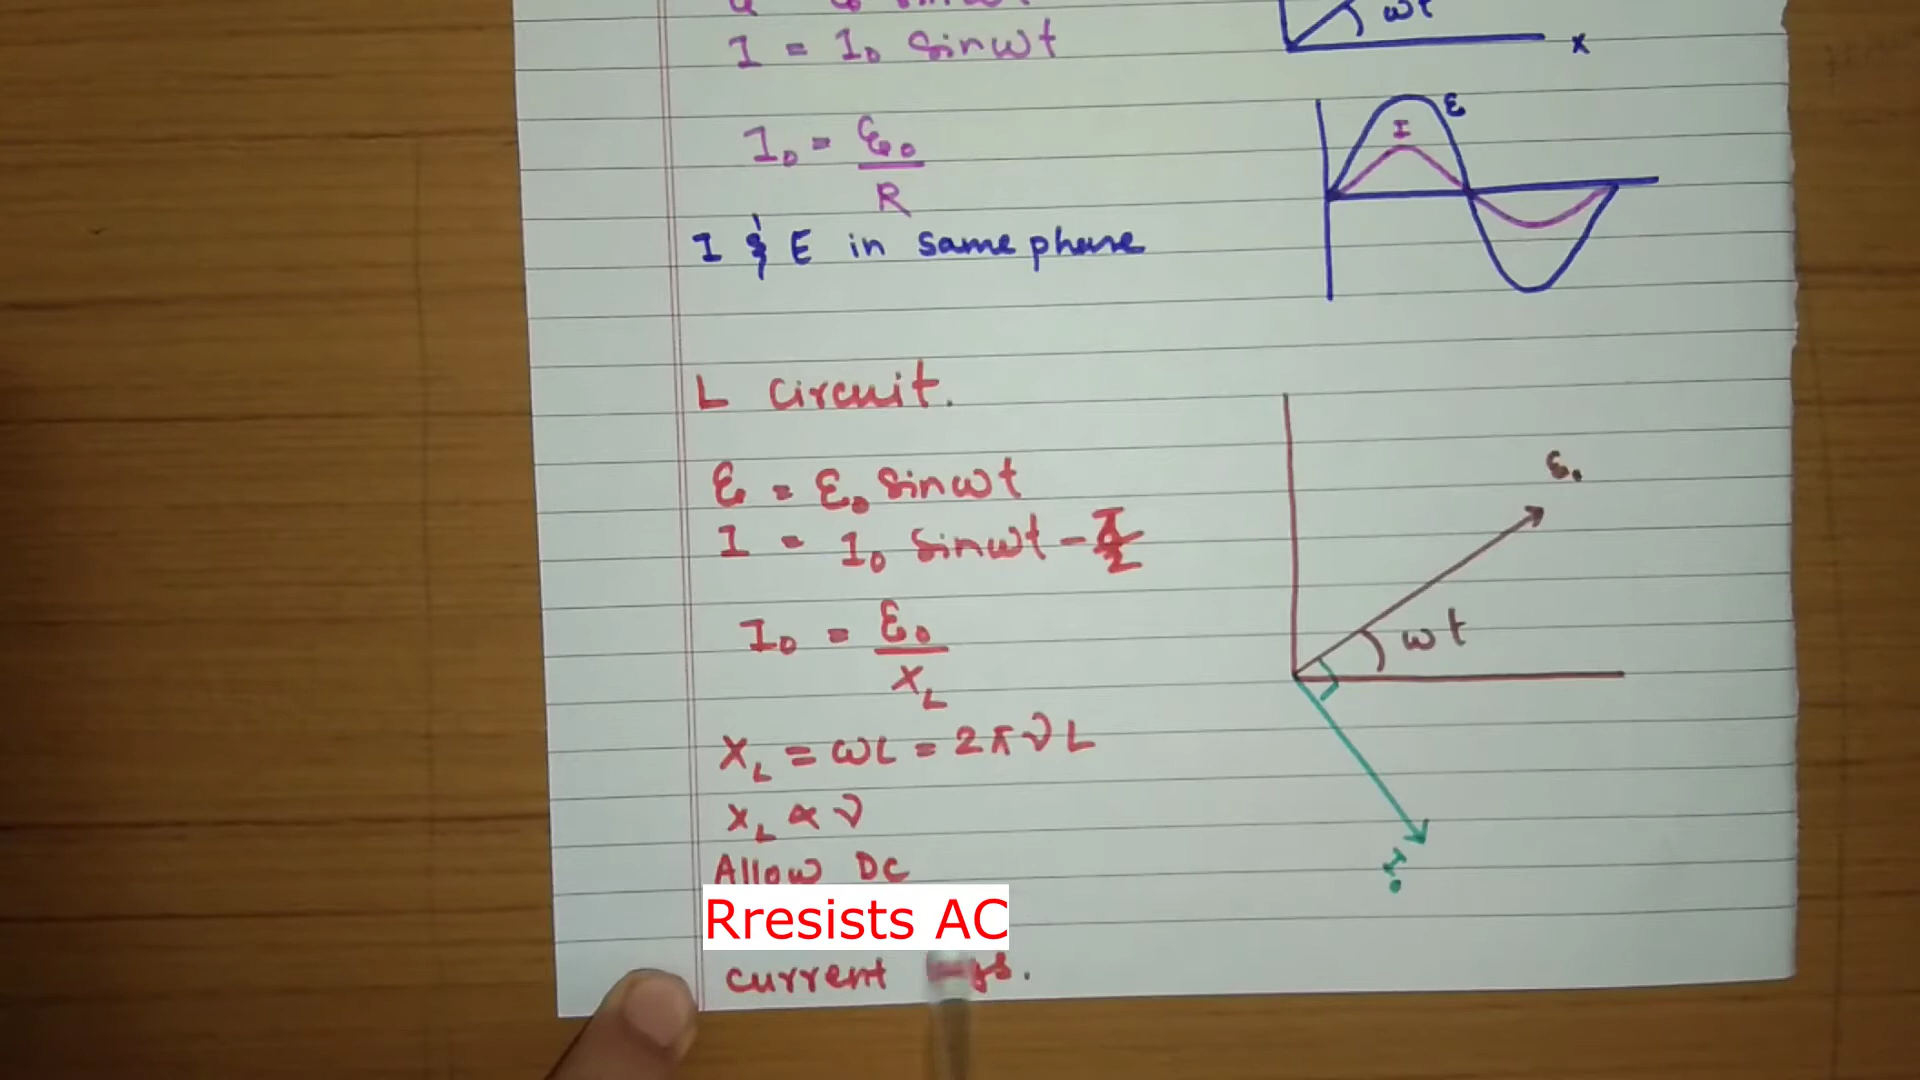 I = I₀ sinωt
ωt
x
I₀ = ε₀/R
ε
I
I & E in same phase
L circuit.
ε = ε₀ sinωt
I = I₀ sinωt - π/2
I₀ = ε₀/X_L
X_L = ωL = 2πνL
X_L ∝ ν
Allow DC
Rresists AC
current
ε₀
ωt
I₀